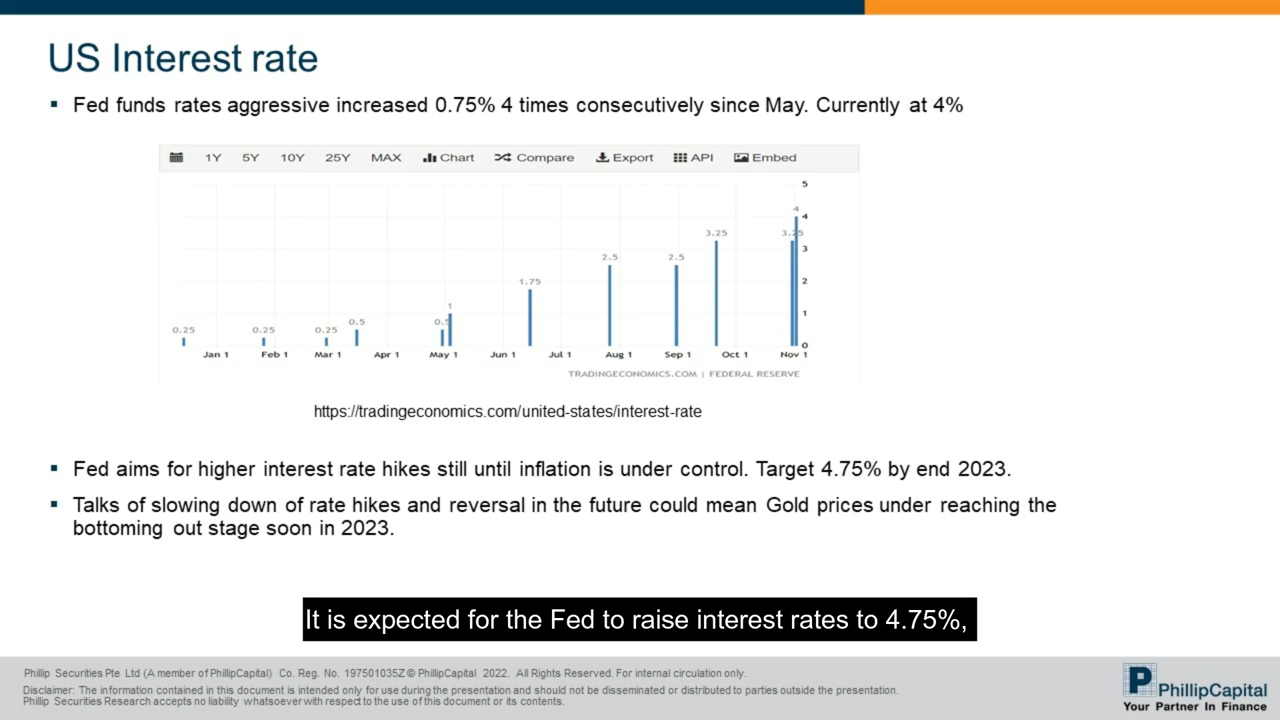 US Interest rate
▪ Fed funds rates aggressive increased 0.75% 4 times consecutively since May. Currently at 4%
1Y 5Y 10Y 25Y MAX Chart Compare Export API Embed
5
4
4
3.25 3.25
3
2.5 2.5
2
1.75
1
1
0.25 0.25 0.25 0.5 0.5
0
Jan 1 Feb 1 Mar 1 Apr 1 May 1 Jun 1 Jul 1 Aug 1 Sep 1 Oct 1 Nov 1
TRADINGECONOMICS.COM | FEDERAL RESERVE
https://tradingeconomics.com/united-states/interest-rate
▪ Fed aims for higher interest rate hikes still until inflation is under control. Target 4.75% by end 2023.
▪ Talks of slowing down of rate hikes and reversal in the future could mean Gold prices under reaching the
bottoming out stage soon in 2023.
It is expected for the Fed to raise interest rates to 4.75%,
Phillip Securities Pte Ltd (A member of PhillipCapital) Co. Reg. No. 197501035Z © PhillipCapital 2022. All Rights Reserved. For internal circulation only.
Disclaimer: The information contained in this document is intended only for use during the presentation and should not be disseminated or distributed to parties outside the presentation.
Phillip Securities Research accepts no liability whatsoever with respect to the use of this document or its contents.
PhillipCapital
Your Partner In Finance